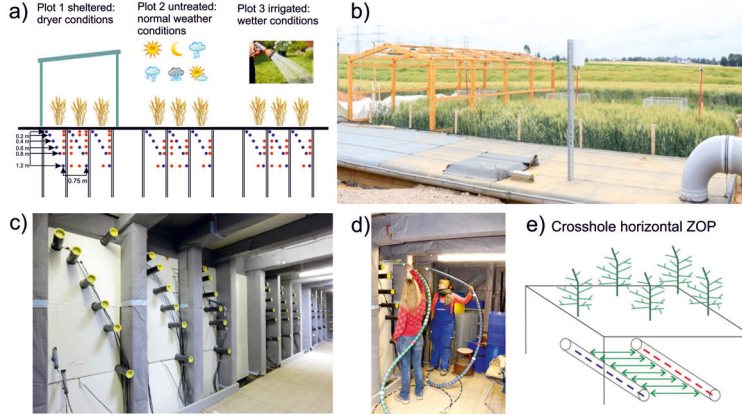 a)
Plot 1 sheltered:
dryer conditions
Plot 2 untreated:
normal weather
conditions
Plot 3 irrigated:
wetter conditions
0.2 m
0.4 m
0.6 m
0.8 m
1.2 m
0.75 m
b)
c)
d)
e) Crosshole horizontal ZOP